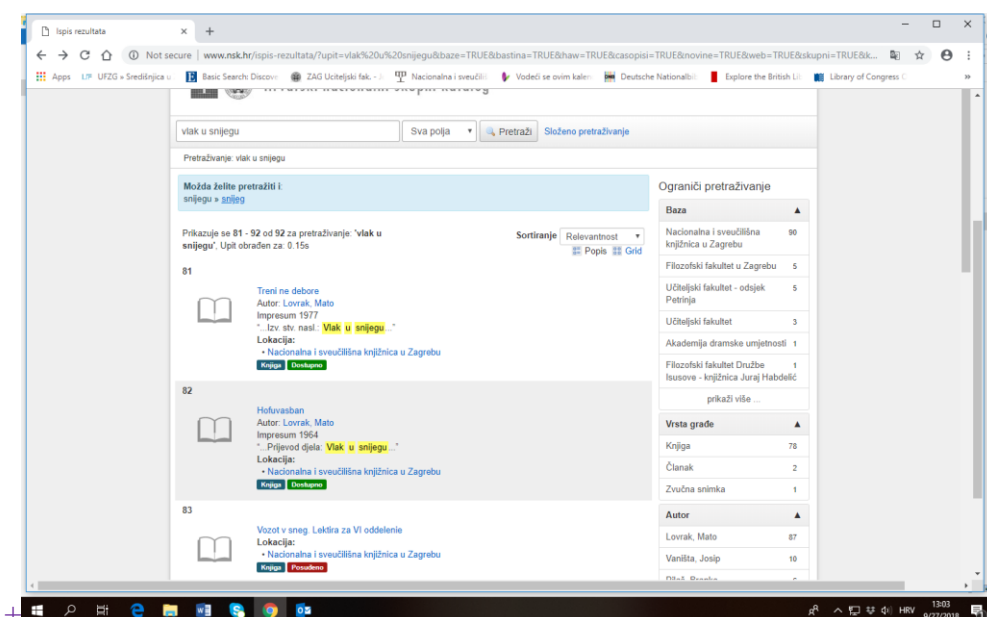 Ispis rezultata
Not secure | www.nsk.hr/ispis-rezultata/?upit=vlak%20u%20snijegu&baze=TRUE&bastina=TRUE&haw=TRUE&casopisi=TRUE&novine=TRUE&web=TRUE&skupni=TRUE&k...
Apps UFZG » Središnjica u Basic Search: Discove ZAG Uciteljski fak. - Nacionalna i sveučili Vodeći se ovim kalen Deutsche Nationalbi Explore the British Lib Library of Congress C »
Hrvatski nacionalni skupni katalog
vlak u snijegu Sva polja Pretraži Složeno pretraživanje
Pretraživanje: vlak u snijegu
Možda želite pretražiti i:
snijegu » snijeg
Prikazuje se 81 - 92 od 92 za pretraživanje: 'vlak u
snijegu', Upit obrađen za: 0.15s
Sortiranje Relevantnost
Popis Grid
81
Treni ne debore
Autor: Lovrak, Mato
Impresum 1977
"...Izv. stv. nasl.: Vlak u snijegu..."
Lokacija:
• Nacionalna i sveučilišna knjižnica u Zagrebu
Knjiga Dostupno
82
Hofuvasban
Autor: Lovrak, Mato
Impresum 1964
"...Prijevod djela: Vlak u snijegu..."
Lokacija:
• Nacionalna i sveučilišna knjižnica u Zagrebu
Knjiga Dostupno
83
Vozot v sneg. Lektira za VI oddelenie
Lokacija:
• Nacionalna i sveučilišna knjižnica u Zagrebu
Knjiga Posuđeno
Ograniči pretraživanje
Baza
Nacionalna i sveučilišna 90
knjižnica u Zagrebu
Filozofski fakultet u Zagrebu 5
Učiteljski fakultet - odsjek 5
Petrinja
Učiteljski fakultet 3
Akademija dramske umjetnosti 1
Filozofski fakultet Družbe 1
Isusove - knjižnica Juraj Habdelić
prikaži više ...
Vrsta građe
Knjiga 78
Članak 2
Zvučna snimka 1
Autor
Lovrak, Mato 87
Vaništa, Josip 10
HRV 13:03
9/27/2018